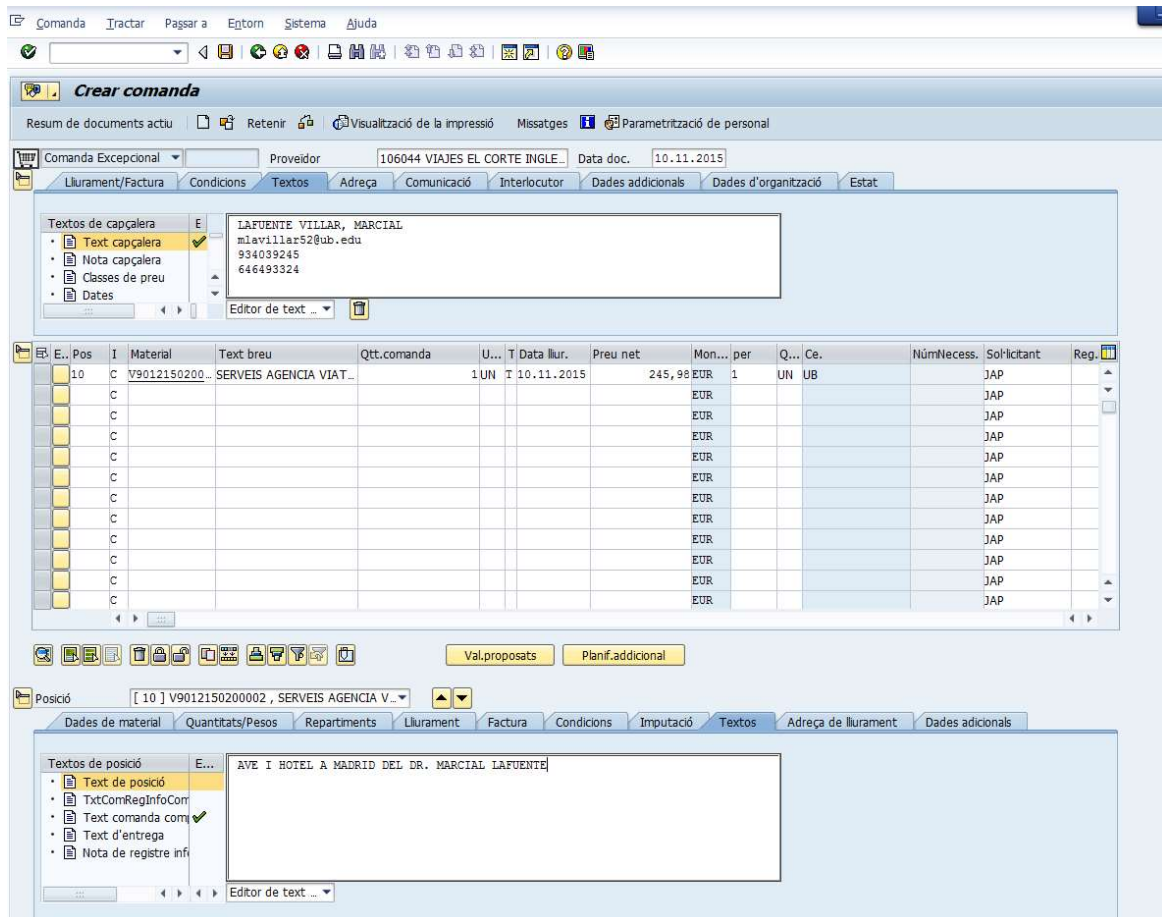 Comanda Tractar Passar a Entorn Sistema Ajuda
Crear comanda
Resum de documents actiu Retenir Visualització de la impressió Missatges Parametrització de personal
Comanda Excepcional Proveïdor 106044 VIAJES EL CORTE INGLE... Data doc. 10.11.2015
Lliurament/Factura Condicions Textos Adreça Comunicació Interlocutor Dades addicionals Dades d'organització Estat
Textos de capçalera E LAFUENTE VILLAR, MARCIAL
Text capçalera mlavillar52@ub.edu
Nota capçalera 934039245
Classes de preu 646493324
Dates
Editor de text ...
E.. Pos I Material Text breu Qtt.comanda U... T Data lliur. Preu net Mon... per Q... Ce. NúmNecess. Sol·licitant Reg.
10 C V9012150200... SERVEIS AGENCIA VIAT... 1 UN T 10.11.2015 245,98 EUR 1 UN UB JAP
C EUR JAP
C EUR JAP
C EUR JAP
C EUR JAP
C EUR JAP
C EUR JAP
C EUR JAP
C EUR JAP
C EUR JAP
C EUR JAP
C EUR JAP
Val.proposats Planif.addicional
Posició [ 10 ] V9012150200002 , SERVEIS AGENCIA V...
Dades de material Quantitats/Pesos Repartiments Lliurament Factura Condicions Imputació Textos Adreça de lliurament Dades adicionals
Textos de posició E... AVE I HOTEL A MADRID DEL DR. MARCIAL LAFUENTE
Text de posició
TxtComRegInfoCom
Text comanda com
Text d'entrega
Nota de registre info
Editor de text ...